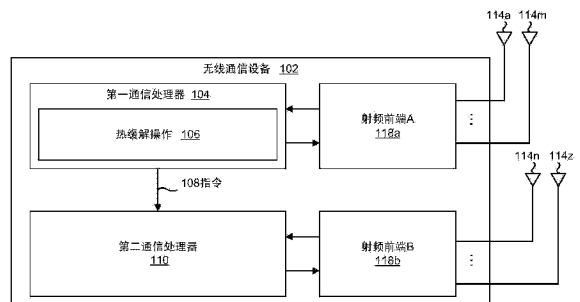 114a 114m
无线通信设备 102
第一通信处理器 104
热缓解操作
106
射频前端A
118a
108指令
114n 114z
第二通信处理器
110
射频前端B
118b